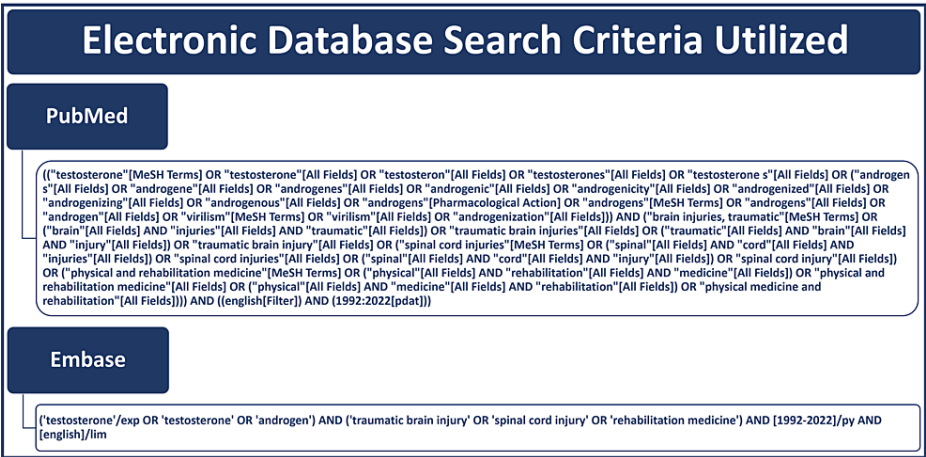 Electronic Database Search Criteria Utilized
PubMed
(("testosterone"[MeSH Terms] OR "testosterone"[All Fields] OR "testosteron"[All Fields] OR "testosterones"[All Fields] OR "testosterone s"[All Fields] OR ("androgen
s"[All Fields] OR "androgene"[All Fields] OR "androgenes"[All Fields] OR "androgenic"[All Fields] OR "androgenicity"[All Fields] OR "androgenized"[All Fields] OR
"androgenizing"[All Fields] OR "androgenous"[All Fields] OR "androgens"[Pharmacological Action] OR "androgens"[MeSH Terms] OR "androgens"[All Fields] OR
"androgen"[All Fields] OR "virilism"[MeSH Terms] OR "virilism"[All Fields] OR "androgenization"[All Fields])) AND ("brain injuries, traumatic"[MeSH Terms] OR
("brain"[All Fields] AND "injuries"[All Fields] AND "traumatic"[All Fields]) OR "traumatic brain injuries"[All Fields] OR ("traumatic"[All Fields] AND "brain"[All Fields]
AND "injury"[All Fields]) OR "traumatic brain injury"[All Fields] OR ("spinal cord injuries"[MeSH Terms] OR ("spinal"[All Fields] AND "cord"[All Fields] AND
"injuries"[All Fields]) OR "spinal cord injuries"[All Fields] OR ("spinal"[All Fields] AND "cord"[All Fields] AND "injury"[All Fields]) OR "spinal cord injury"[All Fields])
OR ("physical and rehabilitation medicine"[MeSH Terms] OR ("physical"[All Fields] AND "rehabilitation"[All Fields] AND "medicine"[All Fields]) OR "physical and
rehabilitation medicine"[All Fields] OR ("physical"[All Fields] AND "medicine"[All Fields] AND "rehabilitation"[All Fields]) OR "physical medicine and
rehabilitation"[All Fields]))) AND ((english[Filter]) AND (1992:2022[pdat]))
Embase
('testosterone'/exp OR 'testosterone' OR 'androgen') AND ('traumatic brain injury' OR 'spinal cord injury' OR 'rehabilitation medicine') AND [1992-2022]/py AND
[english]/lim